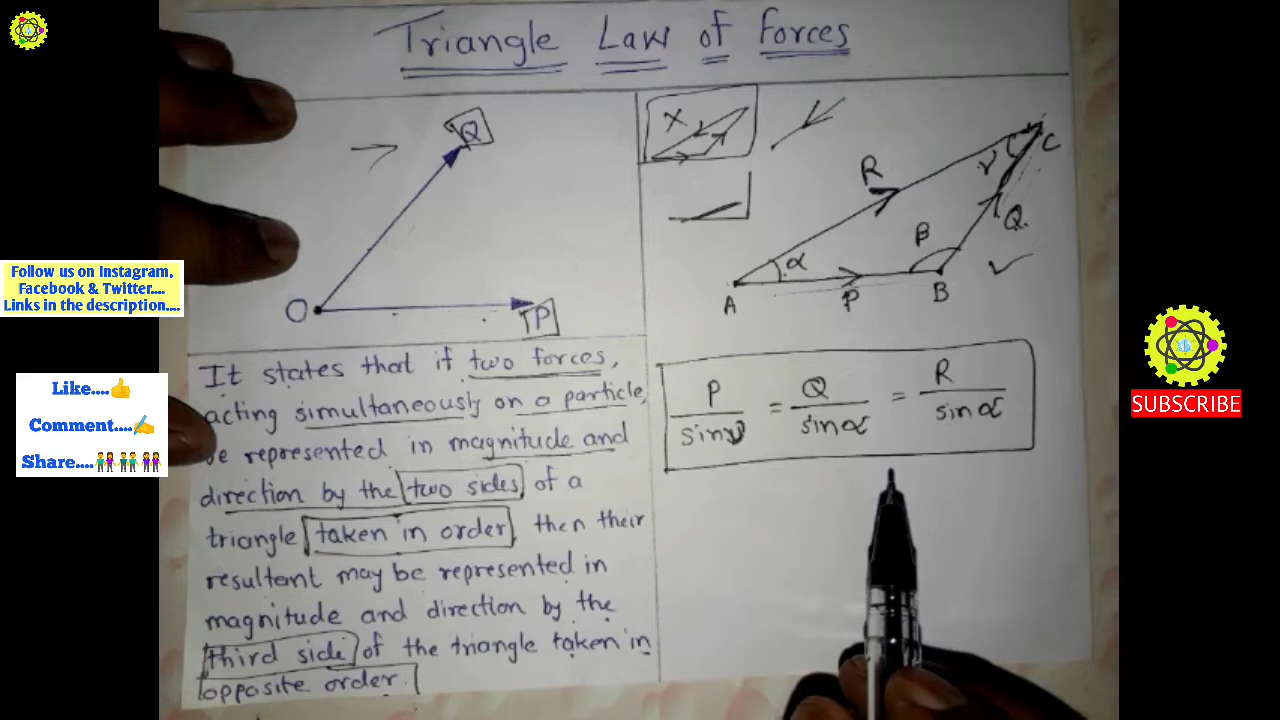 Triangle Law of forces
Q
O
P
It states that if two forces,
acting simultaneously on a particle,
be represented in magnitude and
direction by the two sides of a
triangle taken in order then their
resultant may be represented in
magnitude and direction by the
third side of the triangle taken in
opposite order.
X
R
γ
C
α
β
Q
A
P
B
P/sinγ = Q/sinα = R/sinα
Follow us on Instagram,
Facebook & Twitter....
Links in the description....
Like....👍
Comment....✍
Share....👬👬👭
SUBSCRIBE